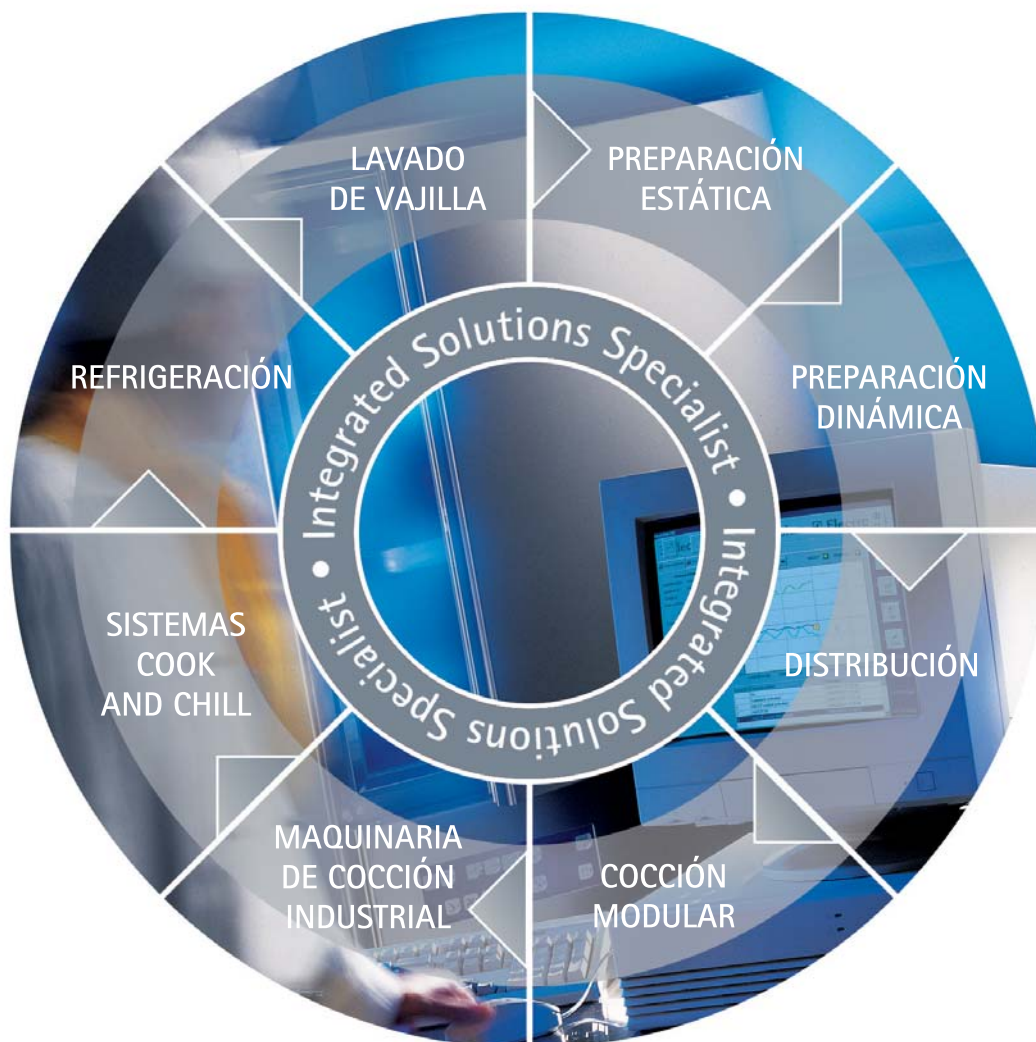 LAVADO
DE VAJILLA
PREPARACIÓN
ESTÁTICA
PREPARACIÓN
DINÁMICA
DISTRIBUCIÓN
COCCIÓN
MODULAR
MAQUINARIA
DE COCCIÓN
INDUSTRIAL
SISTEMAS
COOK
AND CHILL
REFRIGERACIÓN
Integrated Solutions Specialist • Integrated Solutions Specialist •